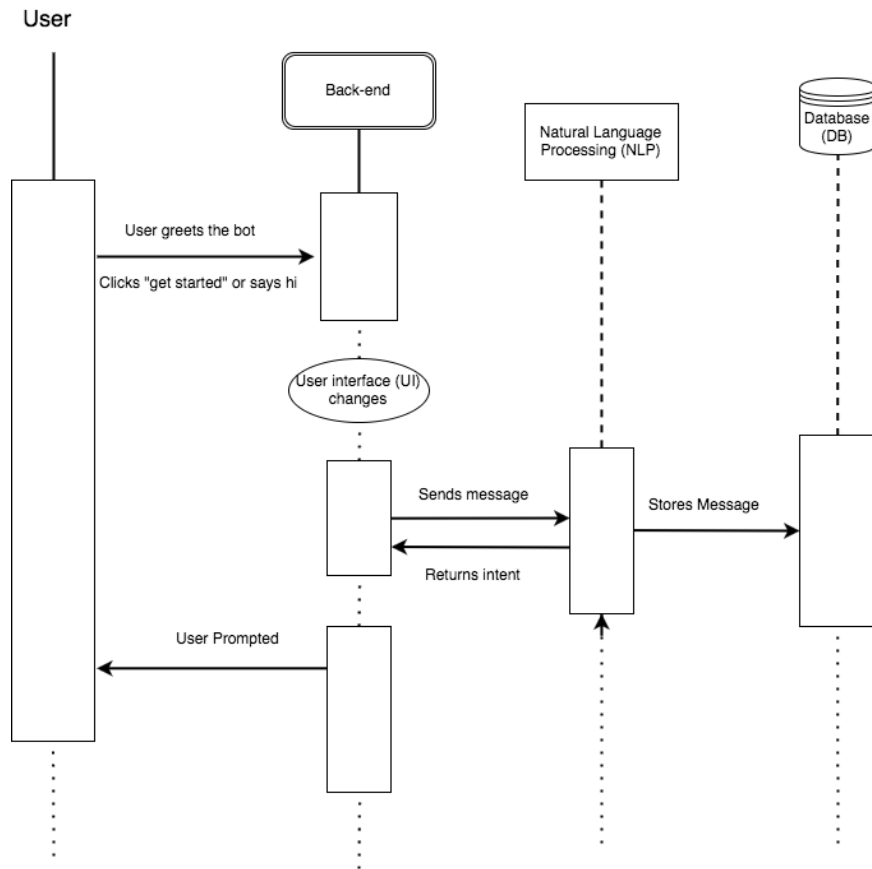 User
Back-end
Natural Language
Processing (NLP)
Database
(DB)
User greets the bot
Clicks "get started" or says hi
User interface (UI)
changes
Sends message
Stores Message
Returns intent
User Prompted